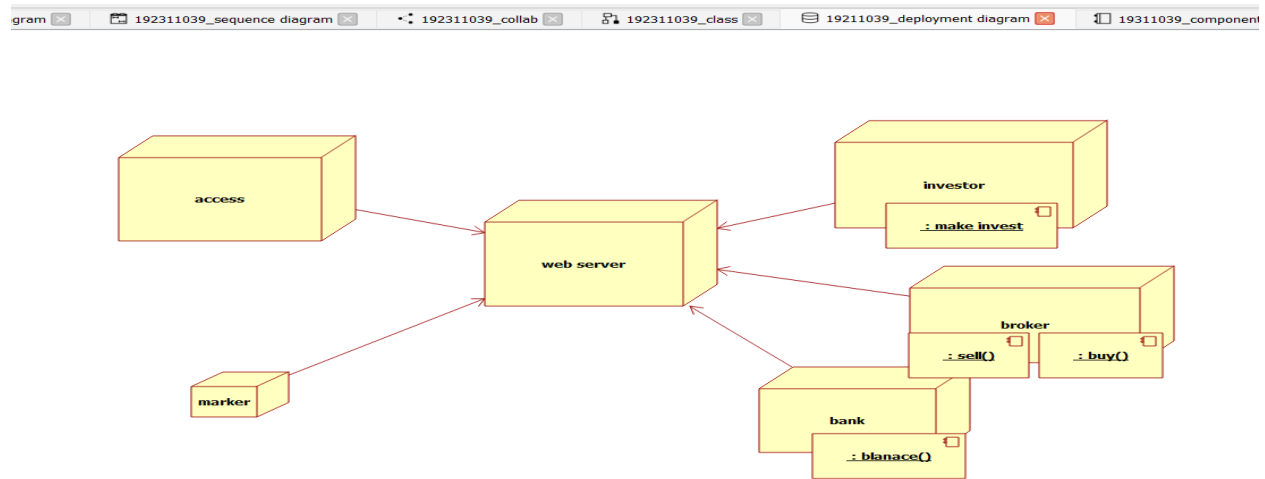 gram
192311039_sequence diagram
192311039_collab
192311039_class
19211039_deployment diagram
19311039_component
access
investor
: make invest
web server
broker
: sell()
: buy()
marker
bank
: blanace()